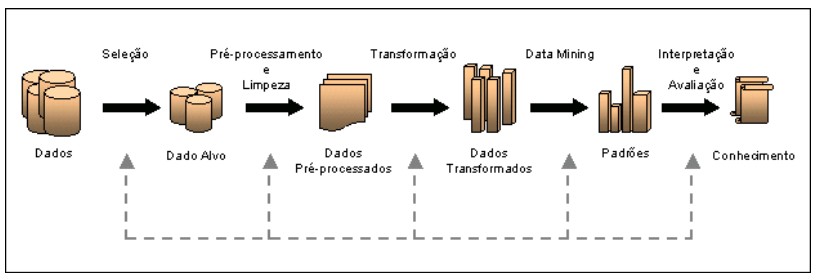 Seleção
Pré-processamento
e
Limpeza
Transformação
Data Mining
Interpretação
e
Avaliação
Dados
Dado Alvo
Dados
Pré-processados
Dados
Transformados
Padrões
Conhecimento